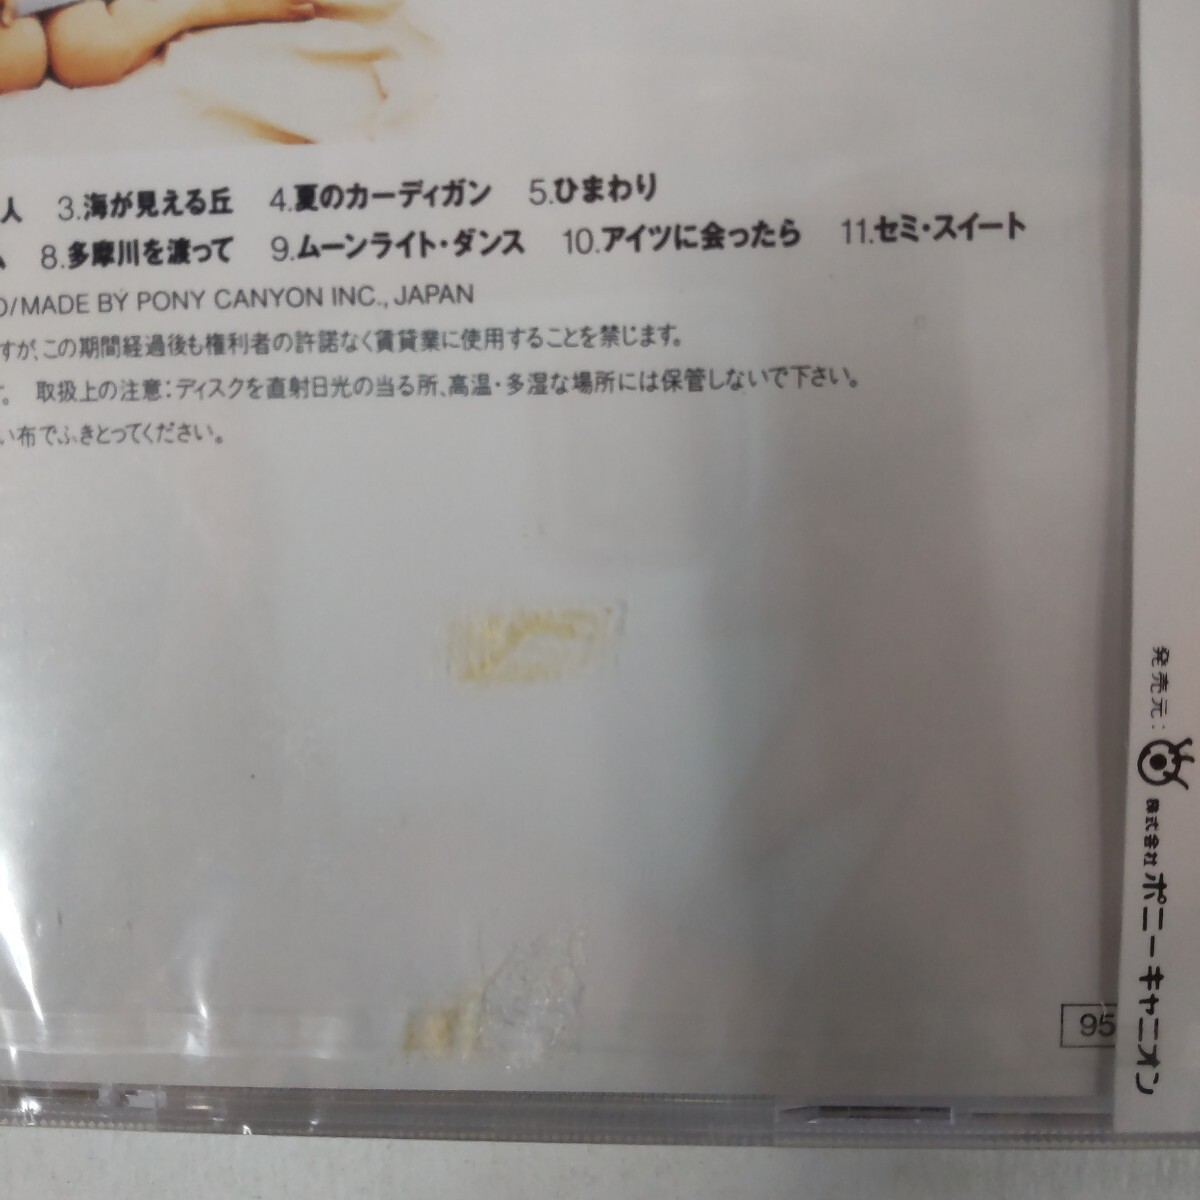 人 3.海が見える丘 4.夏のカーディガン 5.ひまわり
ム 8.多摩川を渡って 9.ムーンライト・ダンス 10.アイツに会ったら 11.セミ・スイート
D/MADE BY PONY CANYON INC., JAPAN
すが、この期間経過後も権利者の許諾なく賃貸業に使用することを禁じます。
す。 取扱上の注意：ディスクを直射日光の当る所、高温・多湿な場所には保管しないで下さい。
い布でふきとってください。
95
発売元：
株式会社ポニーキャニオン